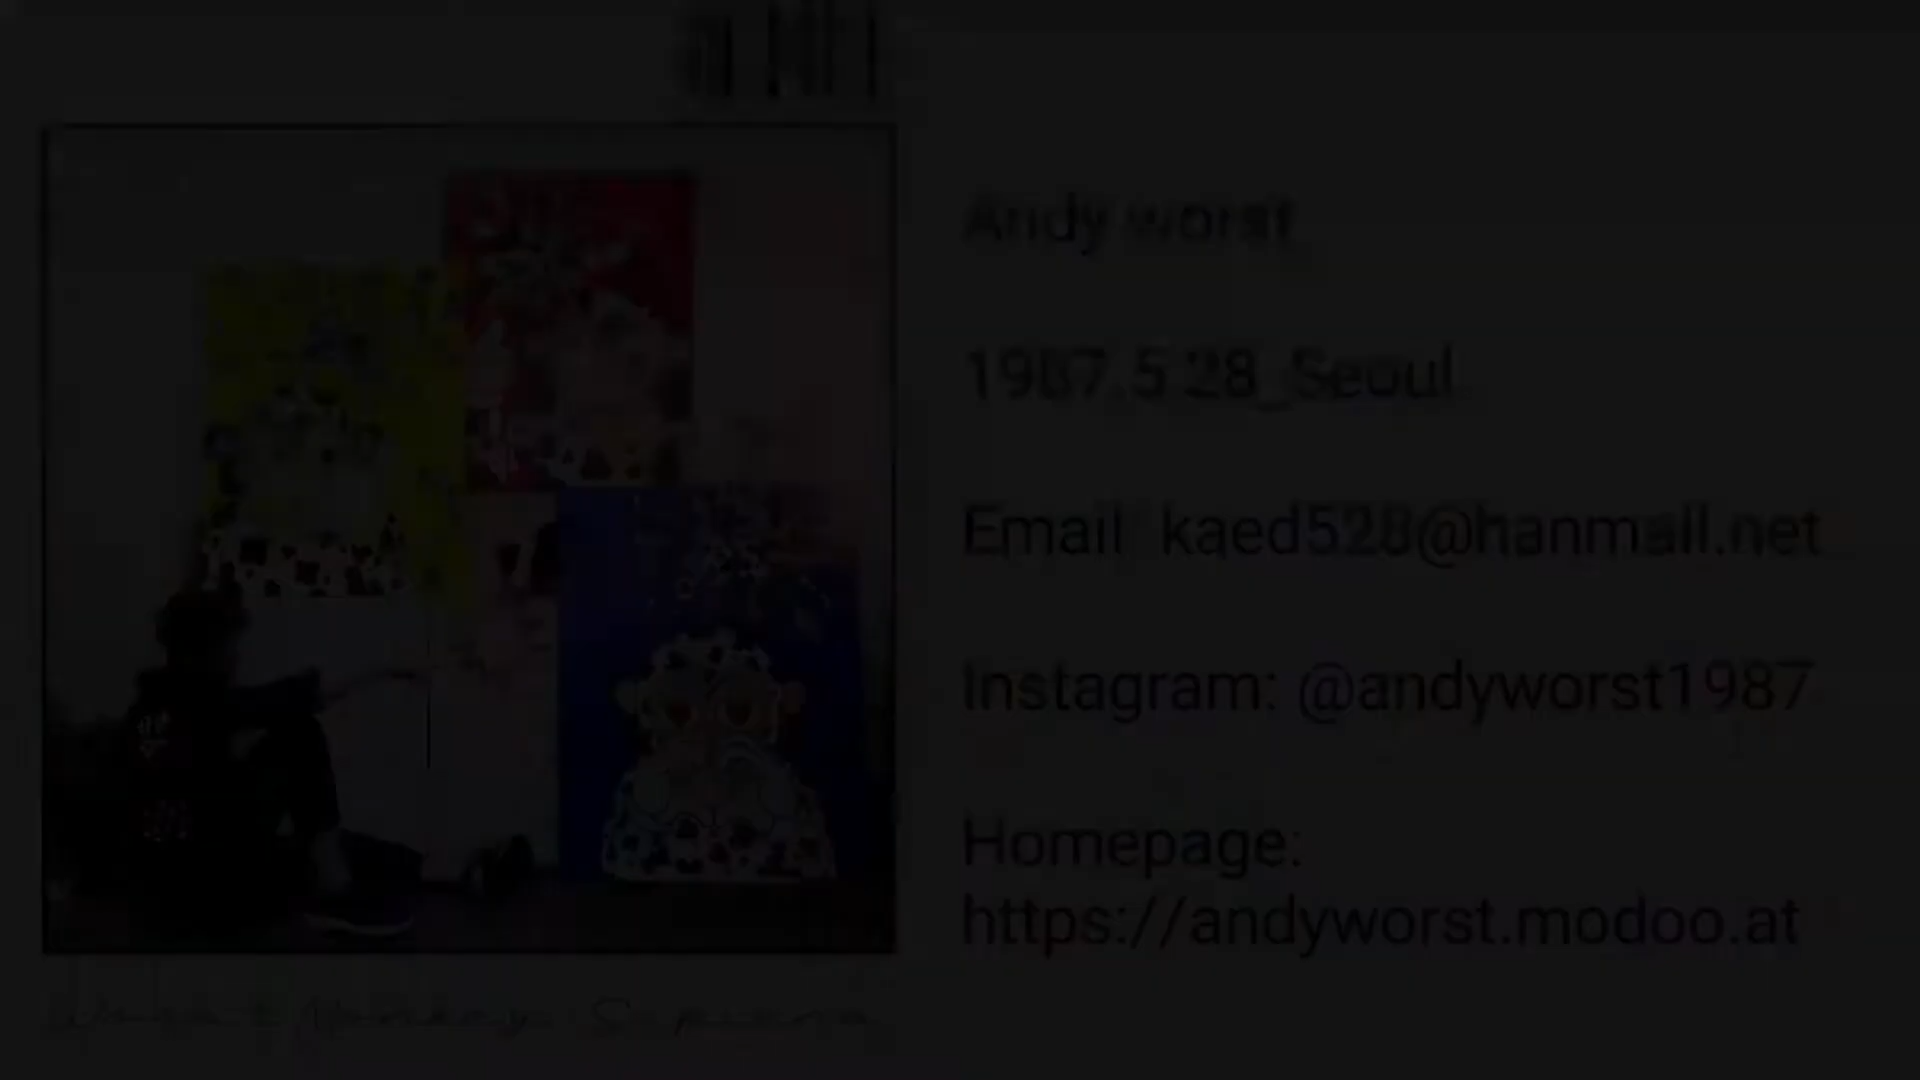 Andy worst
1987.5.28_Seoul
Email: kaed528@hanmail.net
Instagram: @andyworst1987
Homepage:
https://andyworst.modoo.at